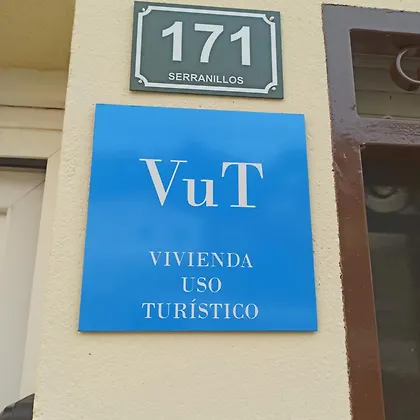 171
SERRANILLOS
VuT
VIVIENDA
USO
TURÍSTICO